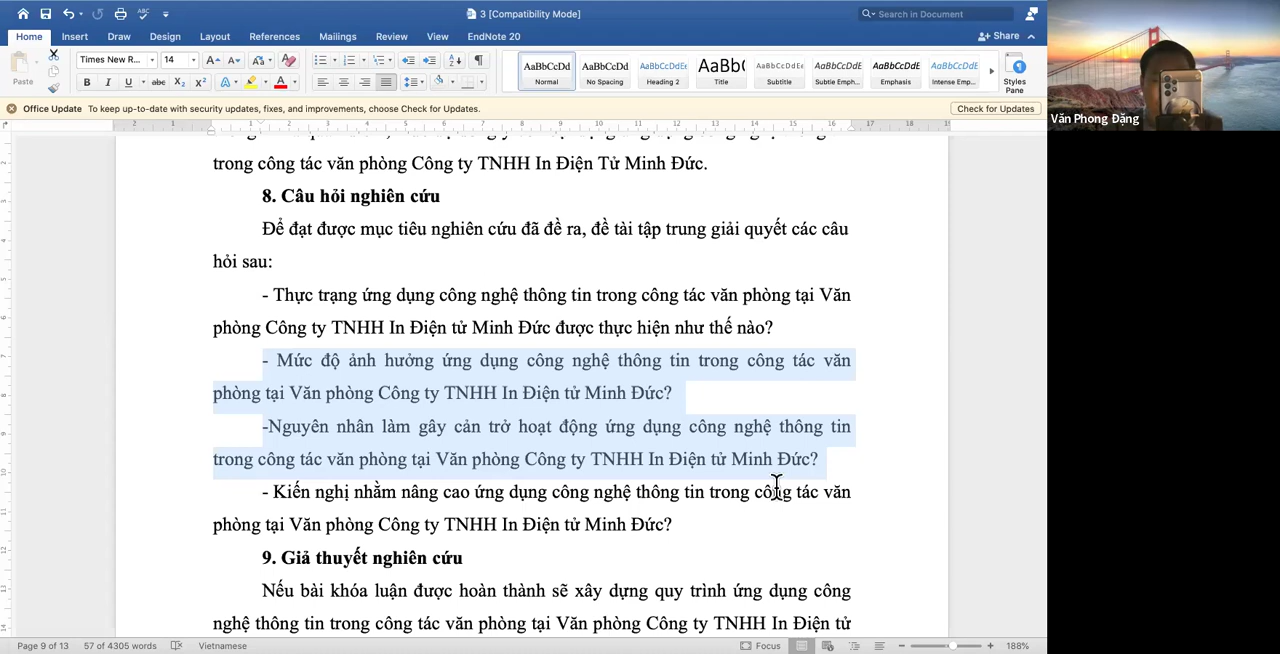 3 [Compatibility Mode]
Search in Document
Home Insert Draw Design Layout References Mailings Review View EndNote 20
Share
Paste
Times New R... 14
AaBbCcDd AaBbCcDd AaBbCcDdEe AaBb( AaBbCcDdEe AaBbCcDdEe AaBbCcDdEe AaBbCcDdEe
Normal No Spacing Heading 2 Title Subtitle Subtle Emph... Emphasis Intense Emp...
Styles
Pane
Office Update To keep up-to-date with security updates, fixes, and improvements, choose Check for Updates.
Check for Updates
Văn Phong Đặng
trong công tác văn phòng Công ty TNHH In Điện Tử Minh Đức.
8. Câu hỏi nghiên cứu
Để đạt được mục tiêu nghiên cứu đã đề ra, đề tài tập trung giải quyết các câu
hỏi sau:
- Thực trạng ứng dụng công nghệ thông tin trong công tác văn phòng tại Văn
phòng Công ty TNHH In Điện tử Minh Đức được thực hiện như thế nào?
- Mức độ ảnh hưởng ứng dụng công nghệ thông tin trong công tác văn
phòng tại Văn phòng Công ty TNHH In Điện tử Minh Đức?
-Nguyên nhân làm gây cản trở hoạt động ứng dụng công nghệ thông tin
trong công tác văn phòng tại Văn phòng Công ty TNHH In Điện tử Minh Đức?
- Kiến nghị nhằm nâng cao ứng dụng công nghệ thông tin trong công tác văn
phòng tại Văn phòng Công ty TNHH In Điện tử Minh Đức?
9. Giả thuyết nghiên cứu
Nếu bài khóa luận được hoàn thành sẽ xây dựng quy trình ứng dụng công
nghệ thông tin trong công tác văn phòng tại Văn phòng Công ty TNHH In Điện tử
Page 9 of 13 57 of 4305 words Vietnamese Focus 188%